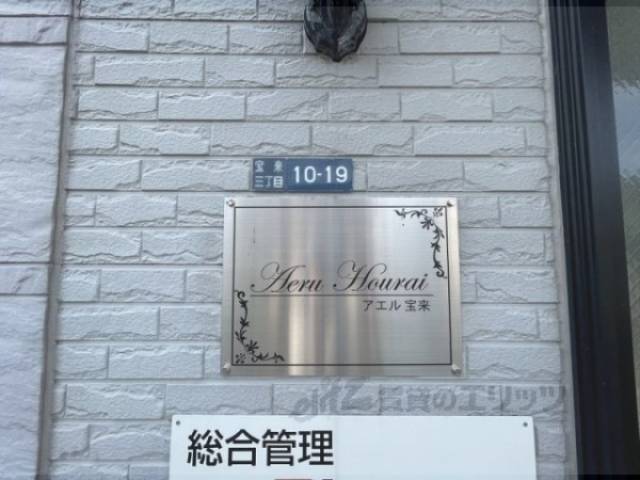 宝来
三丁目 10-19
Aeru Hourai
アエル宝来
elitz 賃貸のエリッツ
総合管理